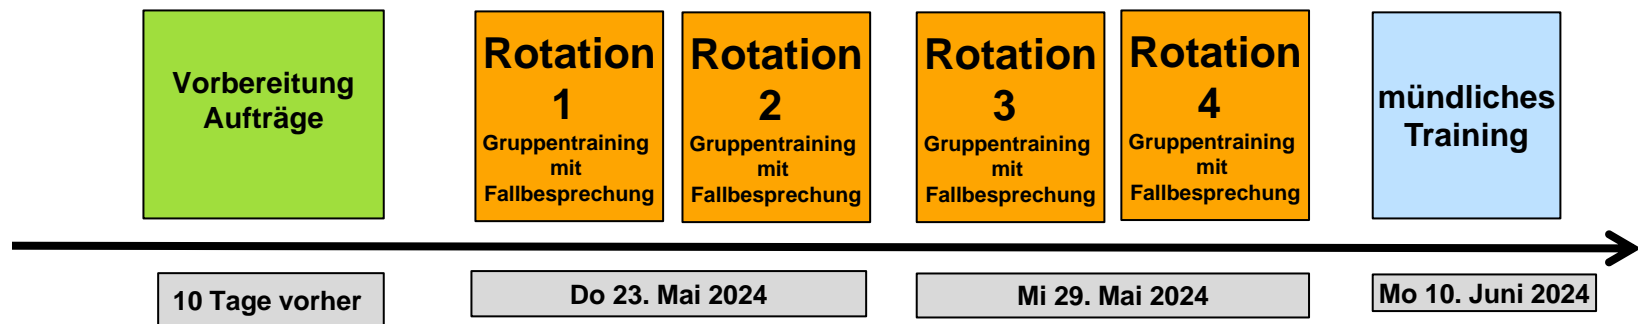 Vorbereitung
Aufträge
Rotation
1
Gruppentraining
mit
Fallbesprechung
Rotation
2
Gruppentraining
mit
Fallbesprechung
Rotation
3
Gruppentraining
mit
Fallbesprechung
Rotation
4
Gruppentraining
mit
Fallbesprechung
mündliches
Training
10 Tage vorher
Do 23. Mai 2024
Mi 29. Mai 2024
Mo 10. Juni 2024